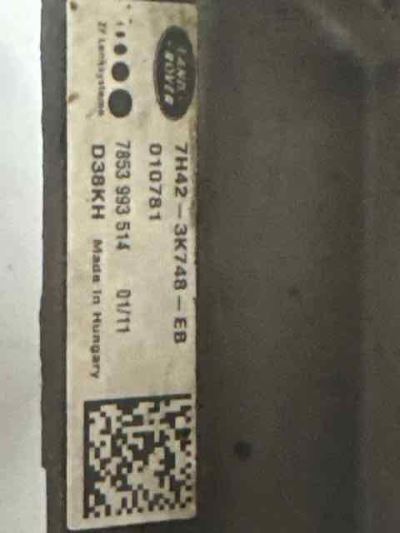 LAND
ROVER
ZF Lenksysteme
7H42-3K748-EB
010781
7853 993 514 01/11
D38KH Made in Hungary